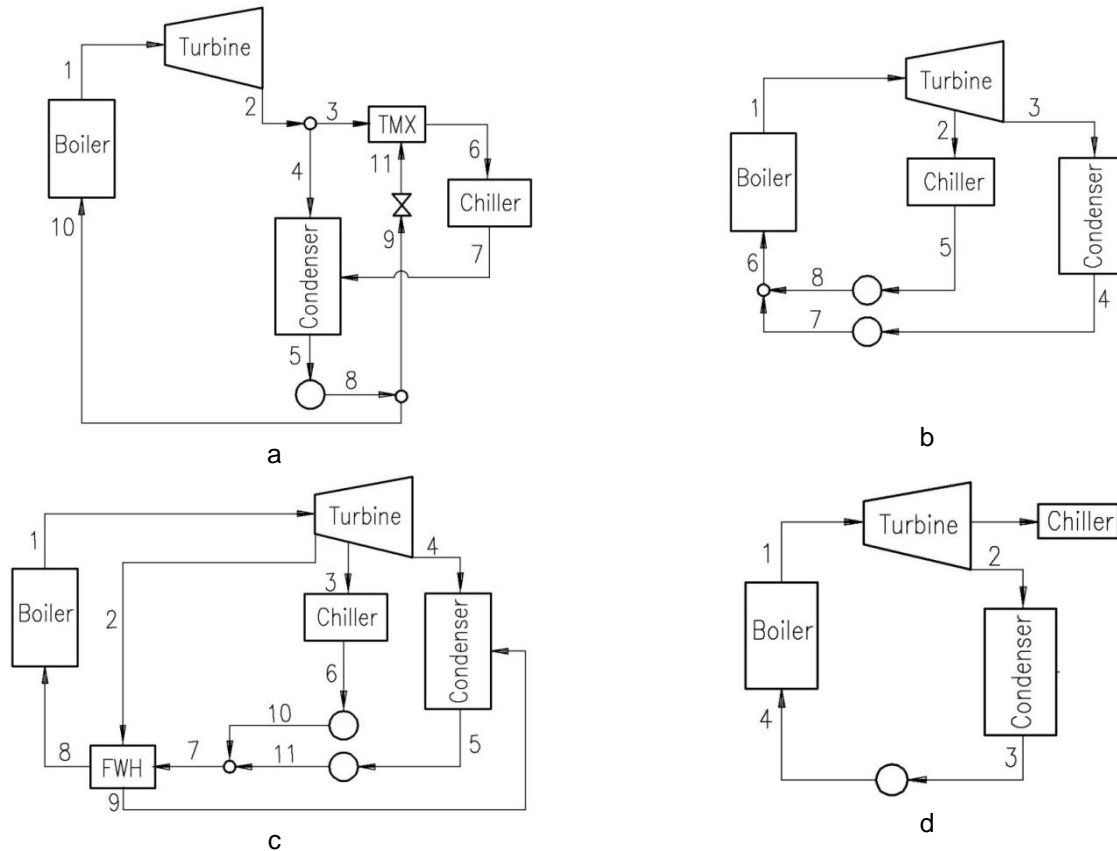 Turbine
1
2
3
TMX
Boiler
4
11
6
Chiller
10
9
7
Condenser
5
8
a
Turbine
1
2
3
Boiler
Chiller
Condenser
5
6
8
4
7
b
Turbine
1
4
3
Boiler
2
Chiller
Condenser
6
10
5
8
7
11
FWH
9
c
Turbine
Chiller
1
2
Boiler
Condenser
4
3
d